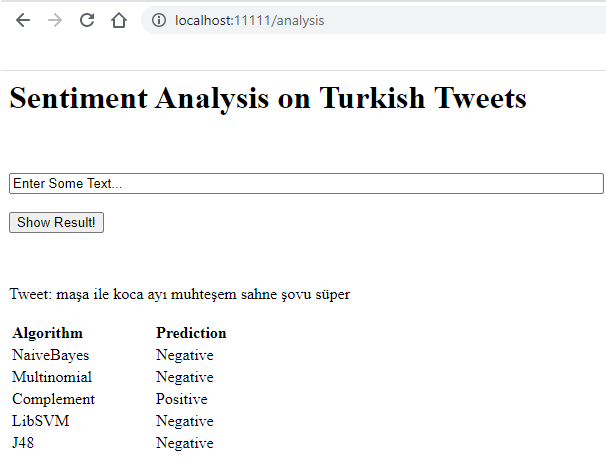 localhost:11111/analysis
Sentiment Analysis on Turkish Tweets
Enter Some Text...
Show Result!
Tweet: maşa ile koca ayı muhteşem sahne şovu süper
Algorithm Prediction
NaiveBayes Negative
Multinomial Negative
Complement Positive
LibSVM Negative
J48 Negative